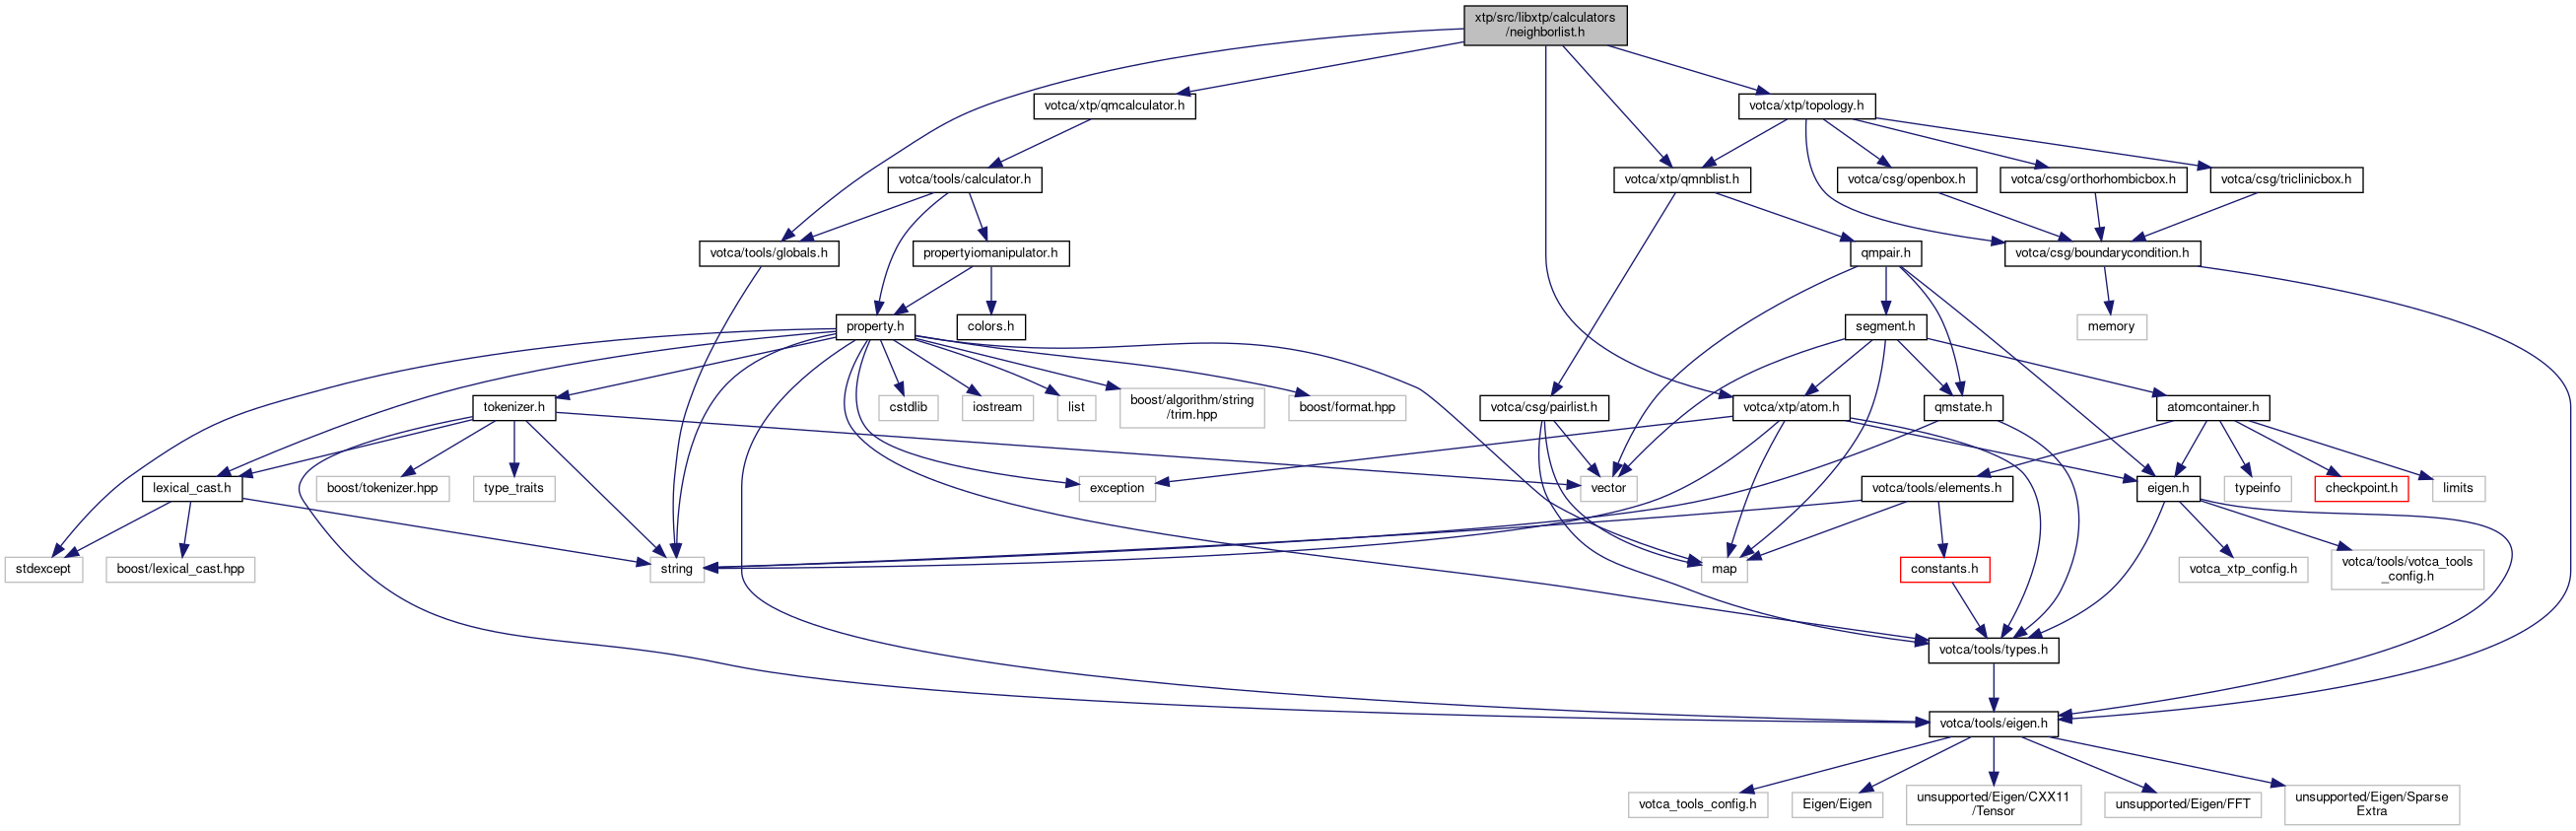 xtp/src/libxtp/calculators
/neighborlist.h
votca/xtp/qmcalculator.h
votca/xtp/topology.h
votca/tools/calculator.h
votca/xtp/qmnblist.h
votca/csg/openbox.h
votca/csg/orthorhombicbox.h
votca/csg/triclinicbox.h
votca/tools/globals.h
propertyiomanipulator.h
qmpair.h
votca/csg/boundarycondition.h
property.h
colors.h
segment.h
memory
tokenizer.h
cstdlib
iostream
list
boost/algorithm/string
/trim.hpp
boost/format.hpp
votca/csg/pairlist.h
votca/xtp/atom.h
qmstate.h
atomcontainer.h
lexical_cast.h
boost/tokenizer.hpp
type_traits
exception
vector
votca/tools/elements.h
eigen.h
typeinfo
checkpoint.h
limits
stdexcept
boost/lexical_cast.hpp
string
map
constants.h
votca_xtp_config.h
votca/tools/votca_tools
_config.h
votca/tools/types.h
votca/tools/eigen.h
votca_tools_config.h
Eigen/Eigen
unsupported/Eigen/CXX11
/Tensor
unsupported/Eigen/FFT
unsupported/Eigen/Sparse
Extra